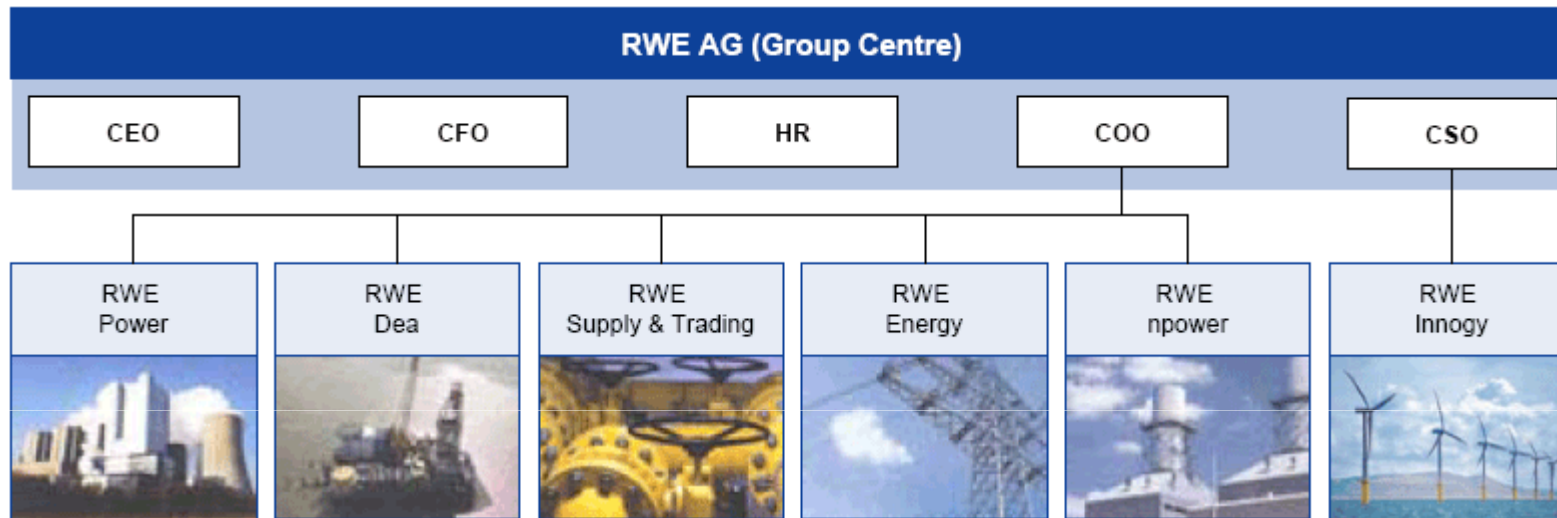 RWE AG (Group Centre)
CEO
CFO
HR
COO
CSO
RWE
Power
RWE
Dea
RWE
Supply & Trading
RWE
Energy
RWE
npower
RWE
Innogy